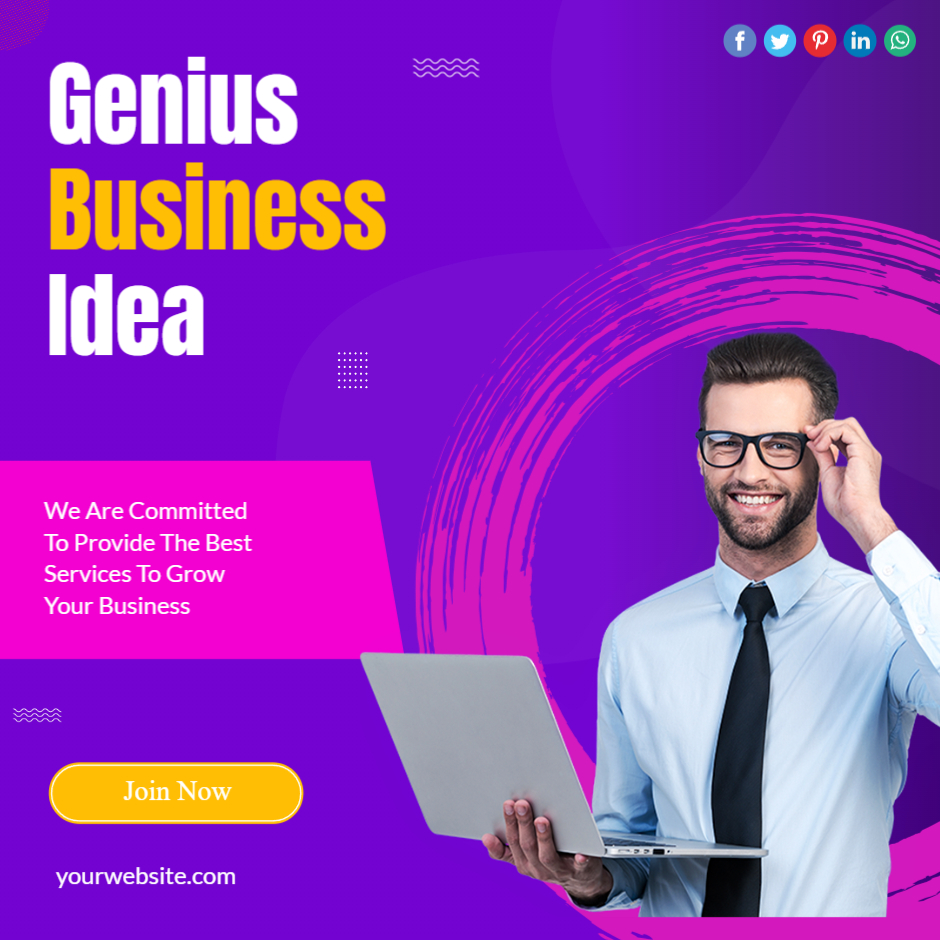 Genius
Business
Idea
We Are Committed
To Provide The Best
Services To Grow
Your Business
Join Now
yourwebsite.com